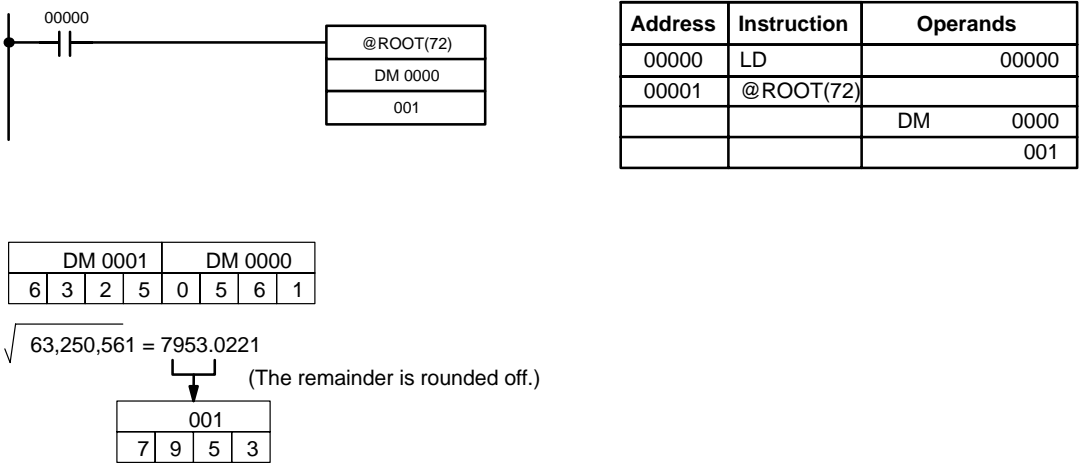 00000
@ROOT(72)
DM 0000
001
Address Instruction Operands
00000 LD 00000
00001 @ROOT(72)
DM 0000
001
DM 0001 DM 0000
6 3 2 5 0 5 6 1
√63,250,561 = 7953.0221
(The remainder is rounded off.)
001
7 9 5 3